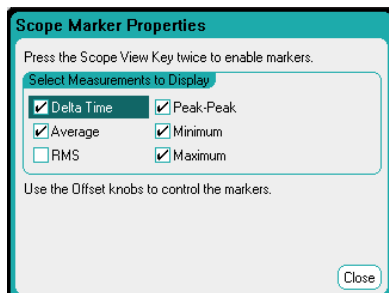 Scope Marker Properties
Press the Scope View Key twice to enable markers.
Select Measurements to Display
Delta Time
Peak-Peak
Average
Minimum
RMS
Maximum
Use the Offset knobs to control the markers.
Close